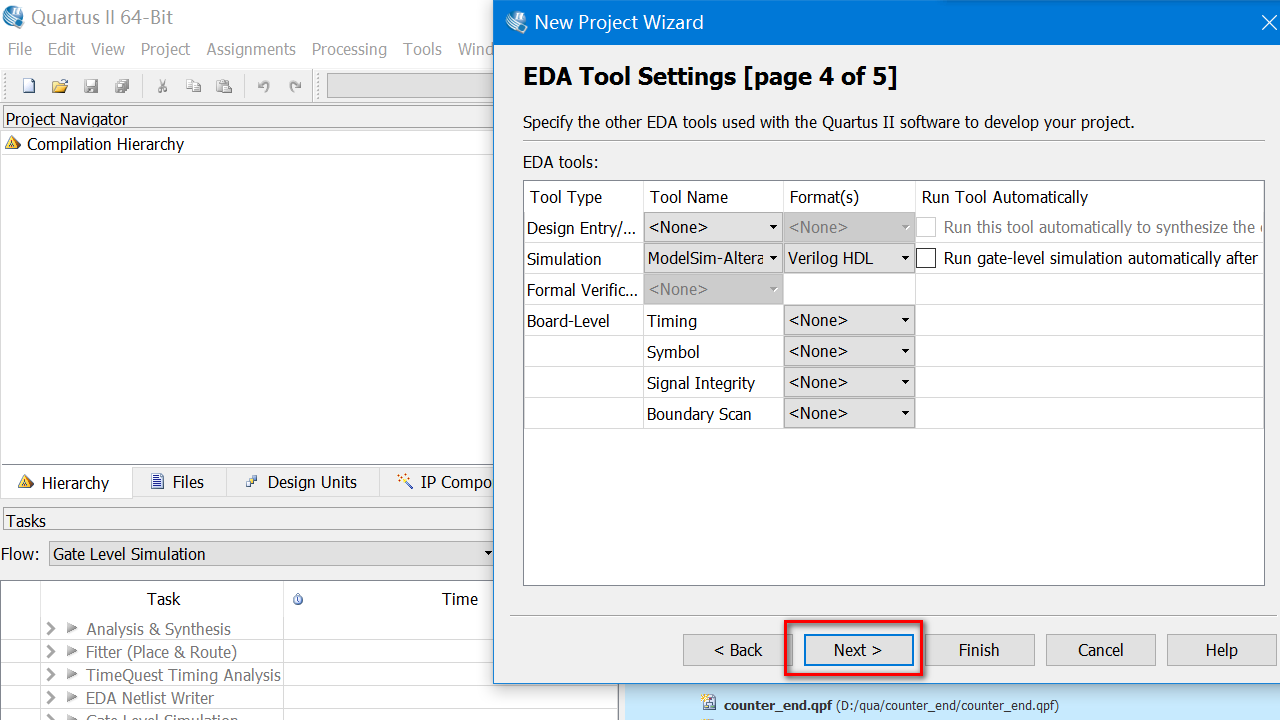 Quartus II 64-Bit
File Edit View Project Assignments Processing Tools Wind
Project Navigator
Compilation Hierarchy
Hierarchy Files Design Units IP Compo
Tasks
Flow: Gate Level Simulation
Task Time
Analysis & Synthesis
Fitter (Place & Route)
TimeQuest Timing Analysis
EDA Netlist Writer
Gate Level Simulation
New Project Wizard
EDA Tool Settings [page 4 of 5]
Specify the other EDA tools used with the Quartus II software to develop your project.
EDA tools:
Tool Type Tool Name Format(s) Run Tool Automatically
Design Entry/... <None> <None> Run this tool automatically to synthesize the
Simulation ModelSim-Altera Verilog HDL Run gate-level simulation automatically after
Formal Verific... <None>
Board-Level Timing <None>
Symbol <None>
Signal Integrity <None>
Boundary Scan <None>
< Back Next > Finish Cancel Help
counter_end.qpf (D:/qua/counter_end/counter_end.qpf)